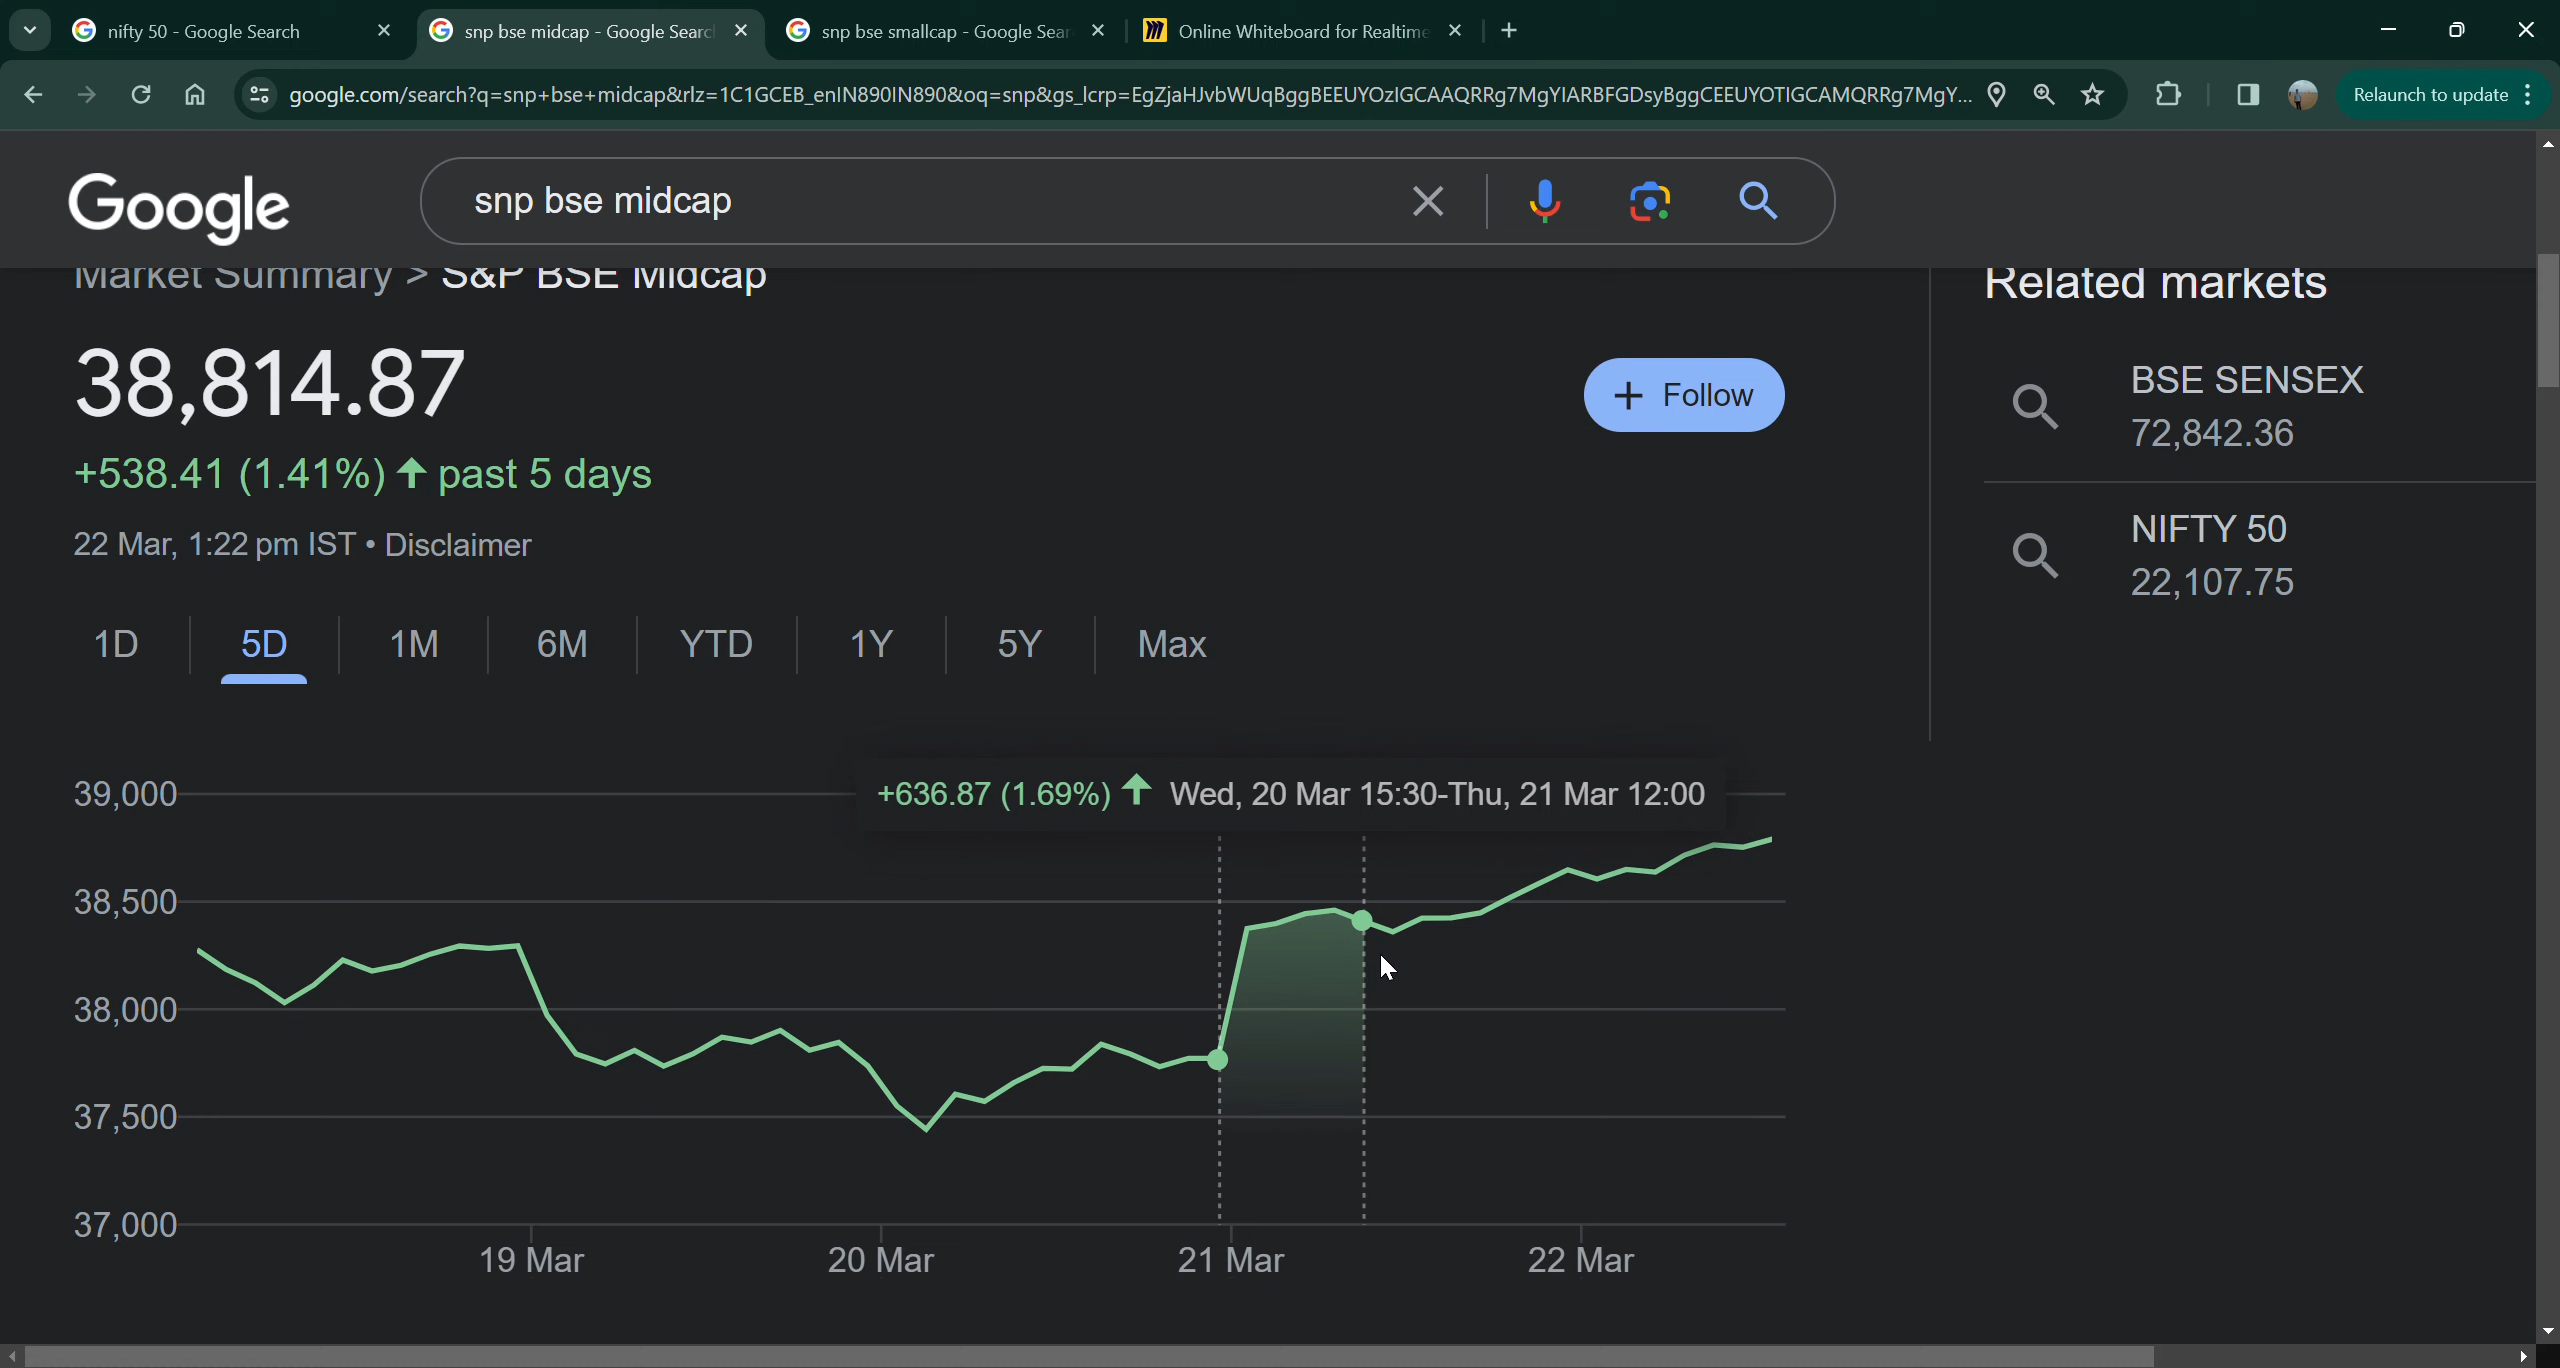 nifty 50 - Google Search
snp bse midcap - Google Searc
snp bse smallcap - Google Sear
Online Whiteboard for Realtime
google.com/search?q=snp+bse+midcap&rlz=1C1GCEB_enIN890IN890&oq=snp&gs_lcrp=EgZjaHJvbWUqBggBEEUYOzIGCAAQRRg7MgYIARBFGDsyBggCEEUYOTIGCAMQRRg7MgY...
Relaunch to update
Google
snp bse midcap
Market Summary > S&P BSE Midcap
38,814.87
+ Follow
+538.41 (1.41%) ↑ past 5 days
22 Mar, 1:22 pm IST • Disclaimer
1D
5D
1M
6M
YTD
1Y
5Y
Max
+636.87 (1.69%) ↑ Wed, 20 Mar 15:30-Thu, 21 Mar 12:00
39,000
38,500
38,000
37,500
37,000
19 Mar
20 Mar
21 Mar
22 Mar
Related markets
BSE SENSEX
72,842.36
NIFTY 50
22,107.75